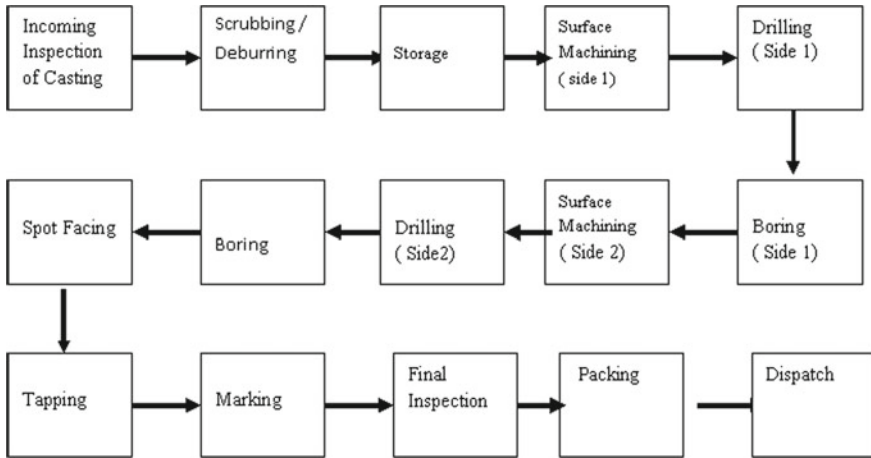 Incoming
Inspection
of Casting
Scrubbing /
Deburring
Storage
Surface
Machining
( side 1)
Drilling
( Side 1)
Spot Facing
Boring
Drilling
( Side2)
Surface
Machining
( Side 2)
Boring
( Side 1)
Tapping
Marking
Final
Inspection
Packing
Dispatch